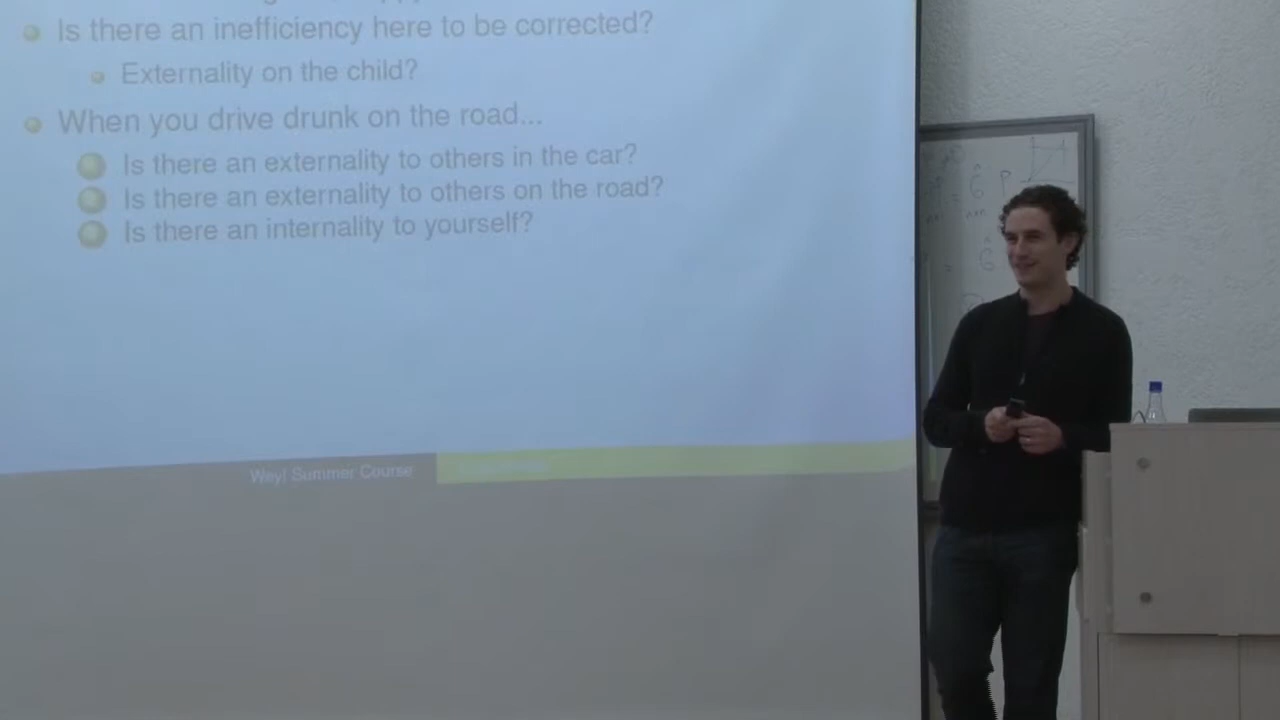 Is there an inefficiency here to be corrected?
Externality on the child?
When you drive drunk on the road...
Is there an externality to others in the car?
Is there an externality to others on the road?
Is there an internality to yourself?
Weyl Summer Course